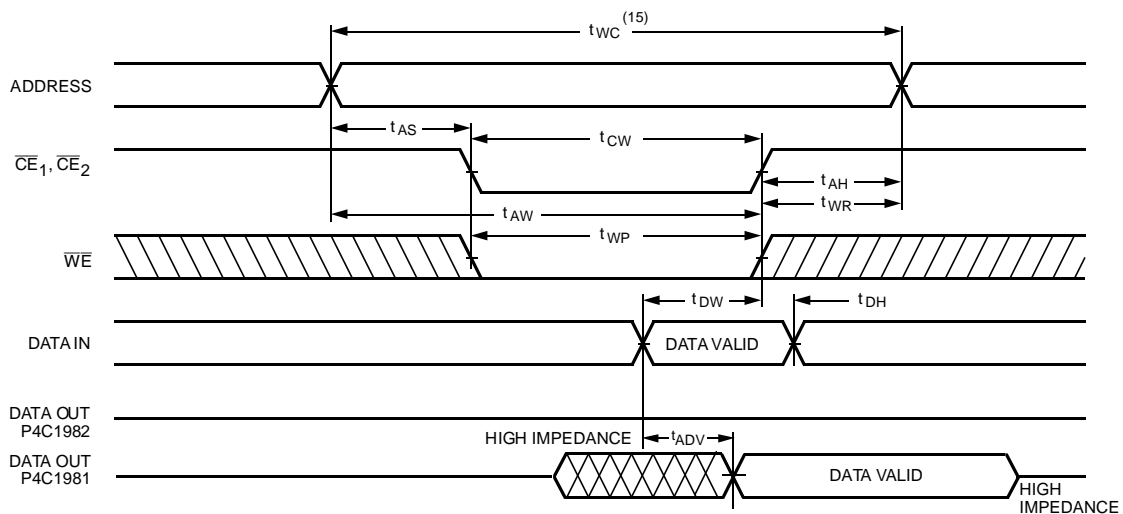 tWC (15)
ADDRESS
tAS
tCW
CE1, CE2
tAH
tWR
tAW
tWP
WE
tDW
tDH
DATA IN
DATA VALID
DATA OUT
P4C1982
HIGH IMPEDANCE
tADV
DATA OUT
P4C1981
DATA VALID
HIGH
IMPEDANCE